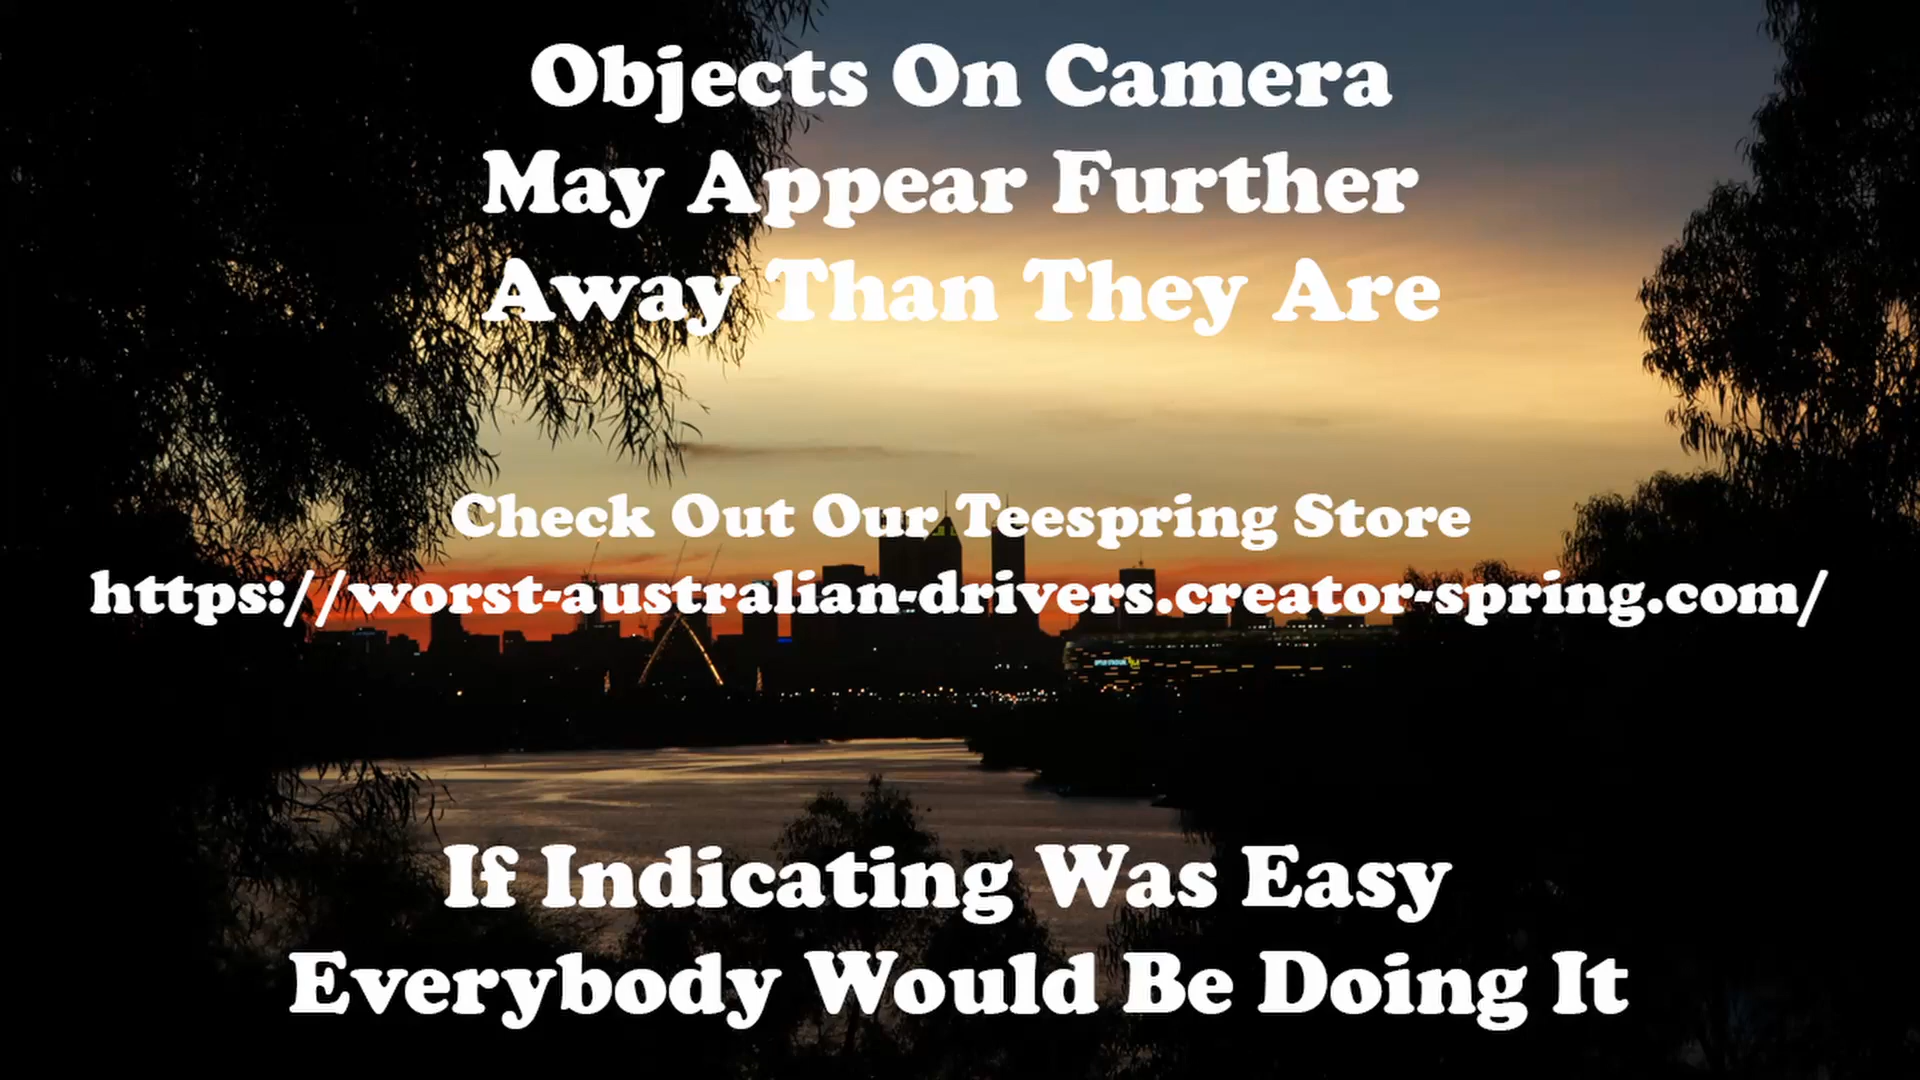 Objects On Camera
May Appear Further
Away Than They Are
Check Out Our Teespring Store
https://worst-australian-drivers.creator-spring.com/
If Indicating Was Easy
Everybody Would Be Doing It